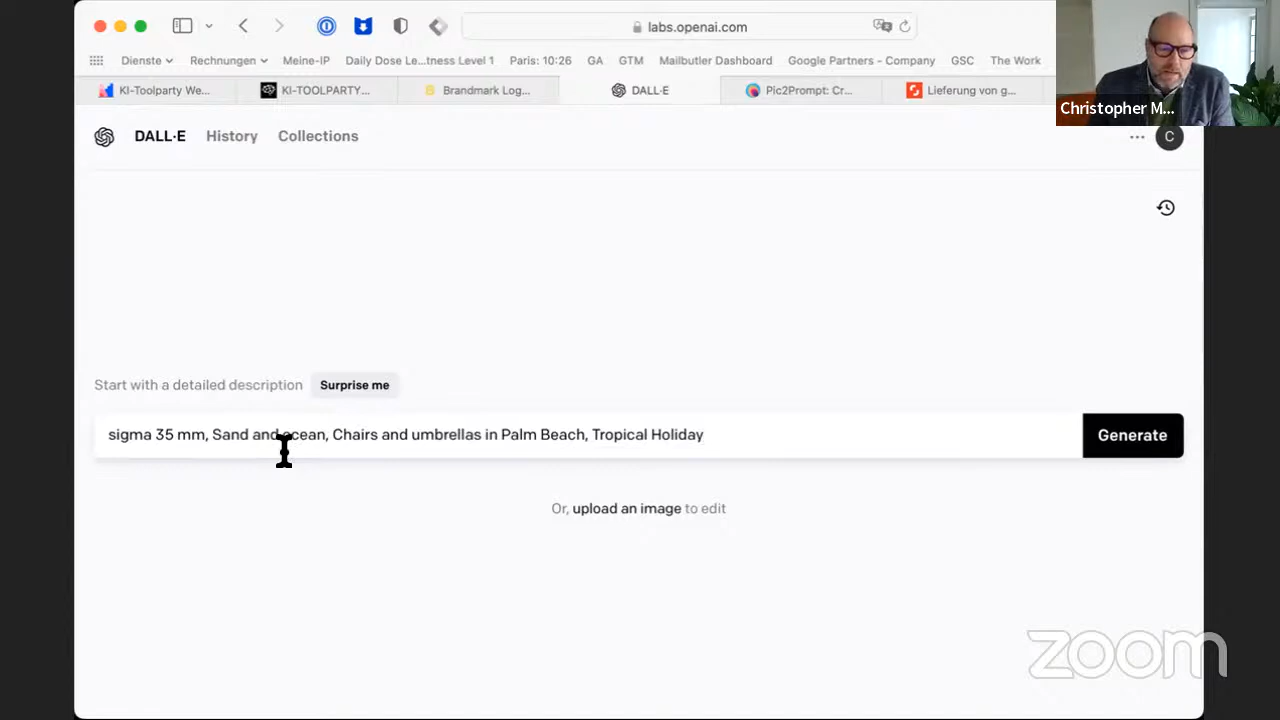 labs.openai.com
Dienste Rechnungen Meine-IP Daily Dose Le...tness Level 1 Paris: 10:26 GA GTM Mailbutler Dashboard Google Partners - Company GSC The Work
KI-Toolparty We... KI-TOOLPARTY... Brandmark Log... DALL·E Pic2Prompt: Cr... Lieferung von g...
Christopher M...
DALL·E History Collections
... C
Start with a detailed description Surprise me
sigma 35 mm, Sand and ocean, Chairs and umbrellas in Palm Beach, Tropical Holiday
Generate
Or, upload an image to edit
zoom